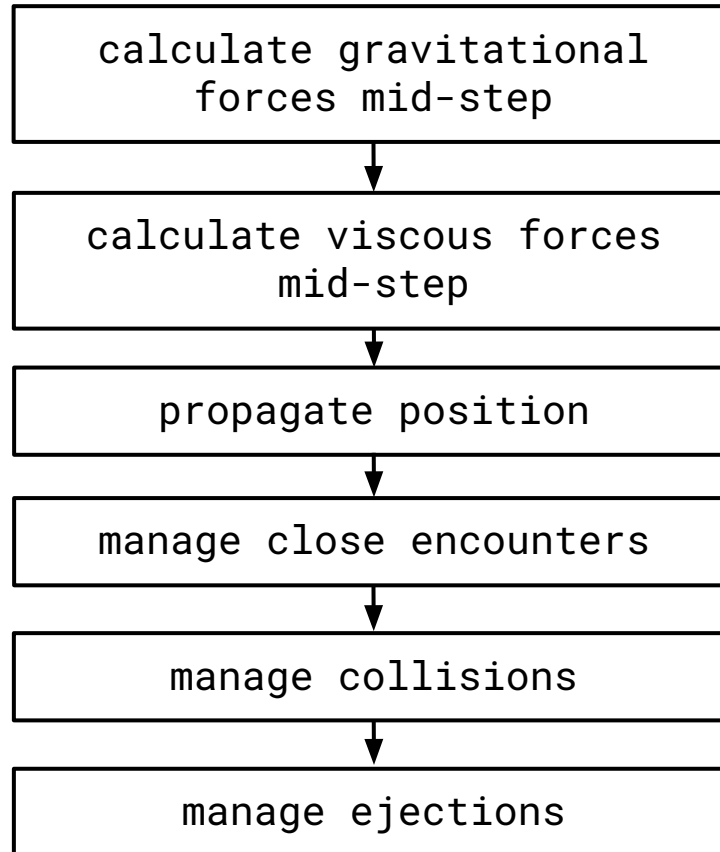 calculate gravitational
forces mid-step
calculate viscous forces
mid-step
propagate position
manage close encounters
manage collisions
manage ejections